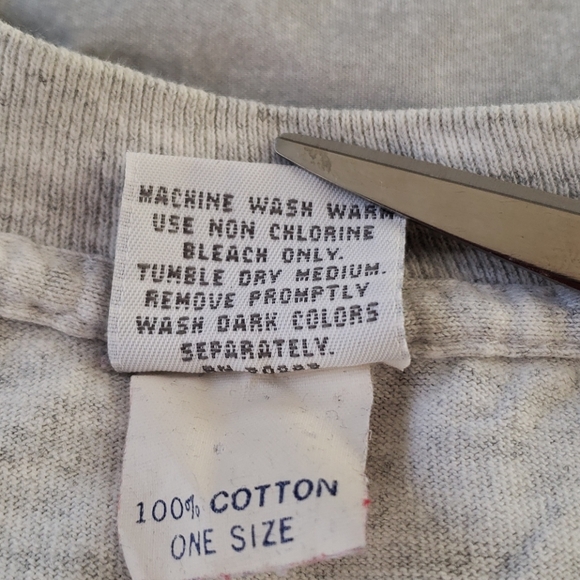 MACHINE WASH WARM
USE NON CHLORINE
BLEACH ONLY.
TUMBLE DRY MEDIUM.
REMOVE PROMPTLY
WASH DARK COLORS
SEPARATELY.
100% COTTON
ONE SIZE